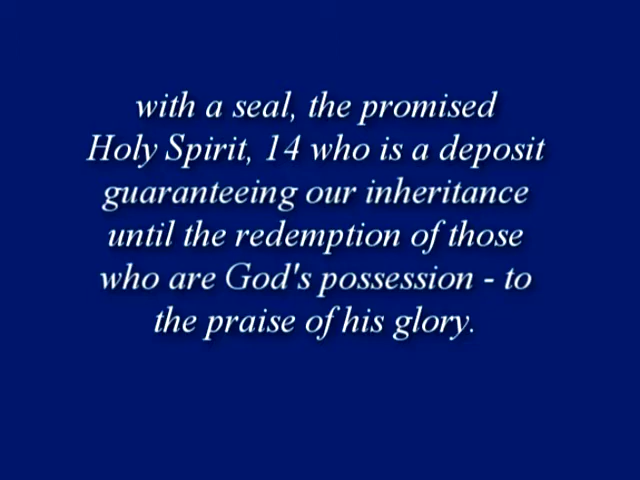 with a seal, the promised
Holy Spirit, 14 who is a deposit
guaranteeing our inheritance
until the redemption of those
who are God's possession - to
the praise of his glory.